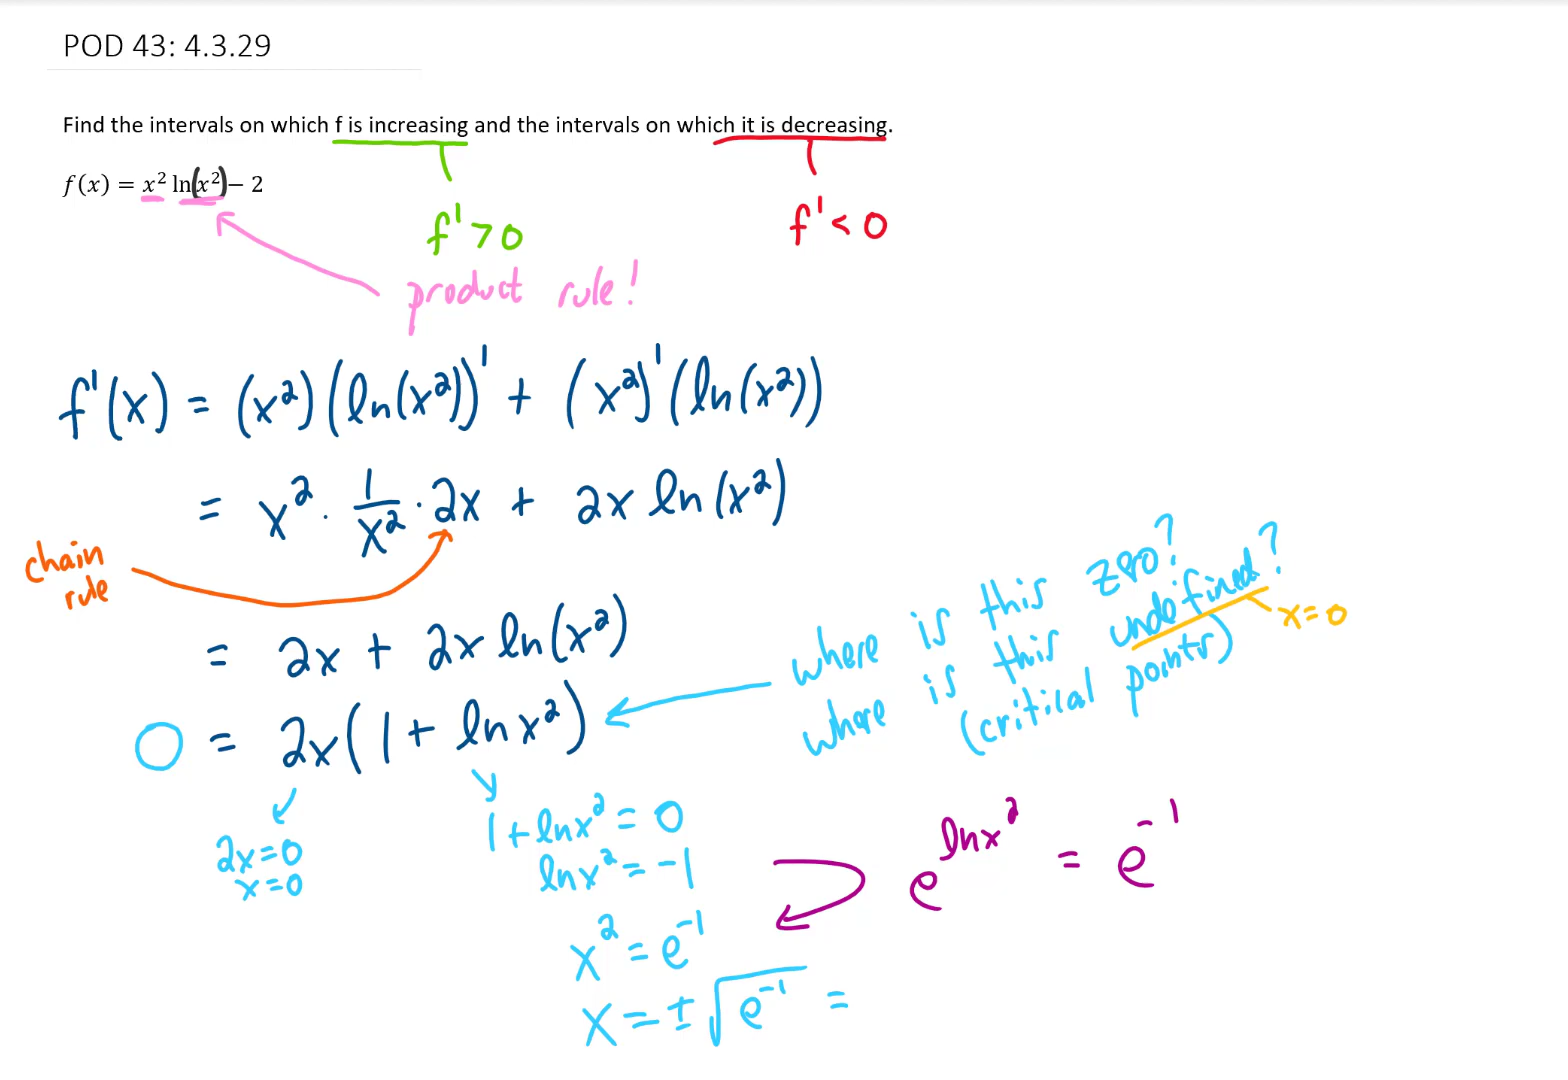 POD 43: 4.3.29
Find the intervals on which f is increasing and the intervals on which it is decreasing.
f(x) = x² ln(x²) − 2
f' > 0
f' < 0
product rule!
f'(x) = (x²)(ln(x²))' + (x²)'(ln(x²))
= x² · 1/x² · 2x + 2x ln(x²)
chain
rule
= 2x + 2x ln(x²)
where is this zero?
where is this undefined?
x=0
(critical points)
0 = 2x(1 + ln x²)
2x=0
x=0
1 + ln x² = 0
ln x² = -1
e^(ln x²) = e^-1
x² = e^-1
x = ± √e^-1 =